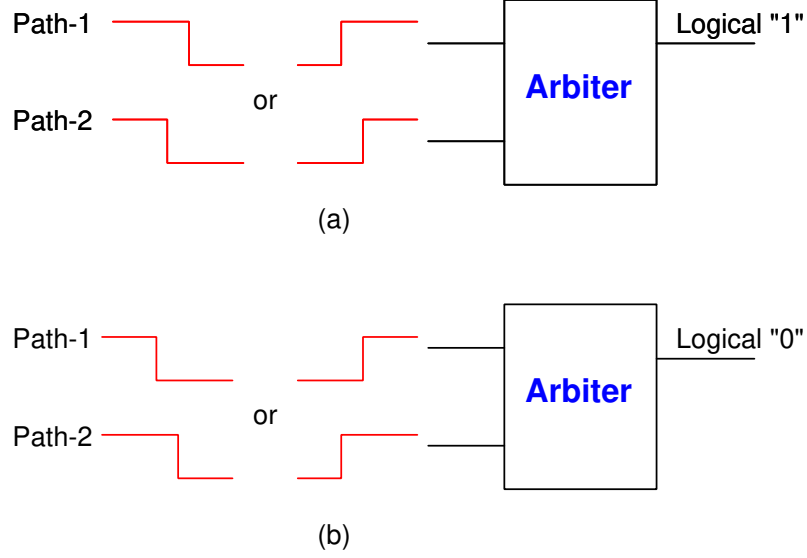 Path-1
Logical "1"
Arbiter
or
Path-2
(a)
Path-1
Logical "0"
Arbiter
or
Path-2
(b)